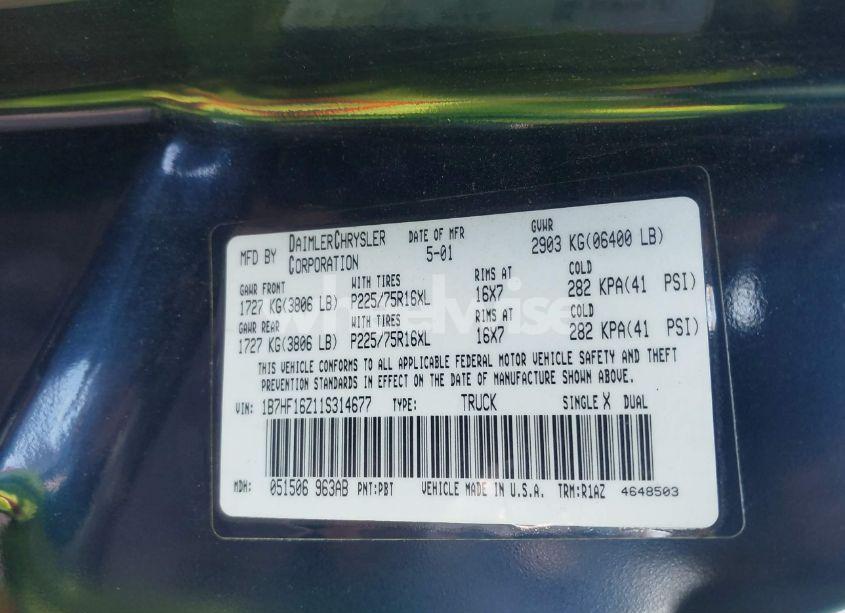 MFD BY DAIMLERCHRYSLER CORPORATION DATE OF MFR 5-01 GVWR 2903 KG(06400 LB)
GAWR FRONT WITH TIRES RIMS AT COLD
1727 KG(3806 LB) P225/75R16XL 16X7 282 KPA(41 PSI)
GAWR REAR WITH TIRES RIMS AT COLD
1727 KG(3806 LB) P225/75R16XL 16X7 282 KPA(41 PSI)
THIS VEHICLE CONFORMS TO ALL APPLICABLE FEDERAL MOTOR VEHICLE SAFETY AND THEFT
PREVENTION STANDARDS IN EFFECT ON THE DATE OF MANUFACTURE SHOWN ABOVE.
VIN: 1B7HF16Z11S314677 TYPE: TRUCK SINGLE X DUAL
MDH: 051506 963AB PNT:PBT VEHICLE MADE IN U.S.A. TRM:R1AZ 4648503